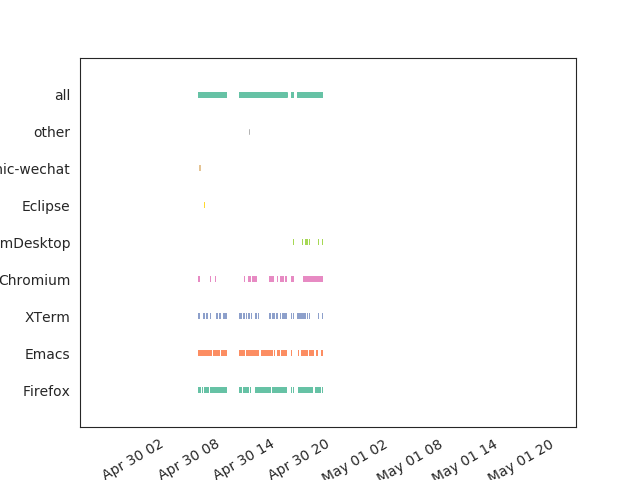 all
other
nic-wechat
Eclipse
mDesktop
Chromium
XTerm
Emacs
Firefox
Apr 30 02
Apr 30 08
Apr 30 14
Apr 30 20
May 01 02
May 01 08
May 01 14
May 01 20